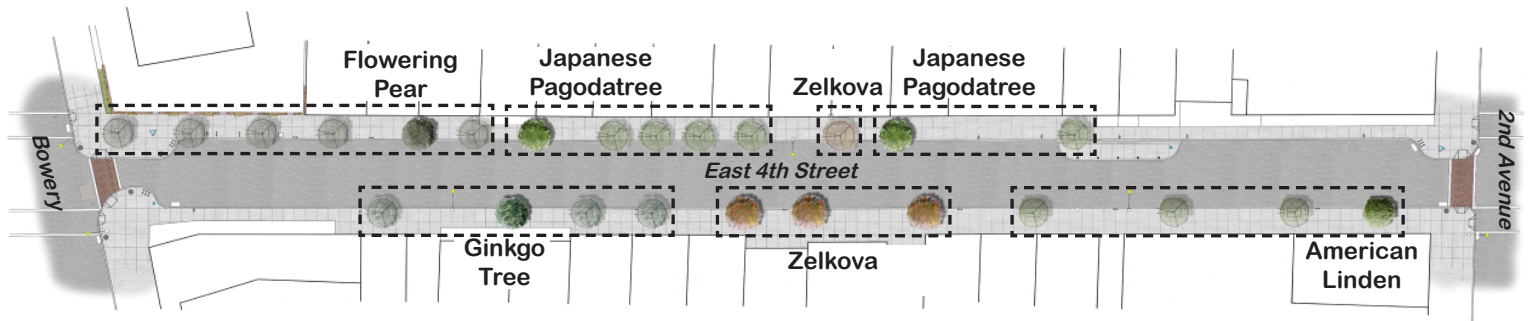 Flowering
Pear
Japanese
Pagodatree
Zelkova
Japanese
Pagodatree
Bowery
East 4th Street
2nd Avenue
Ginkgo
Tree
Zelkova
American
Linden